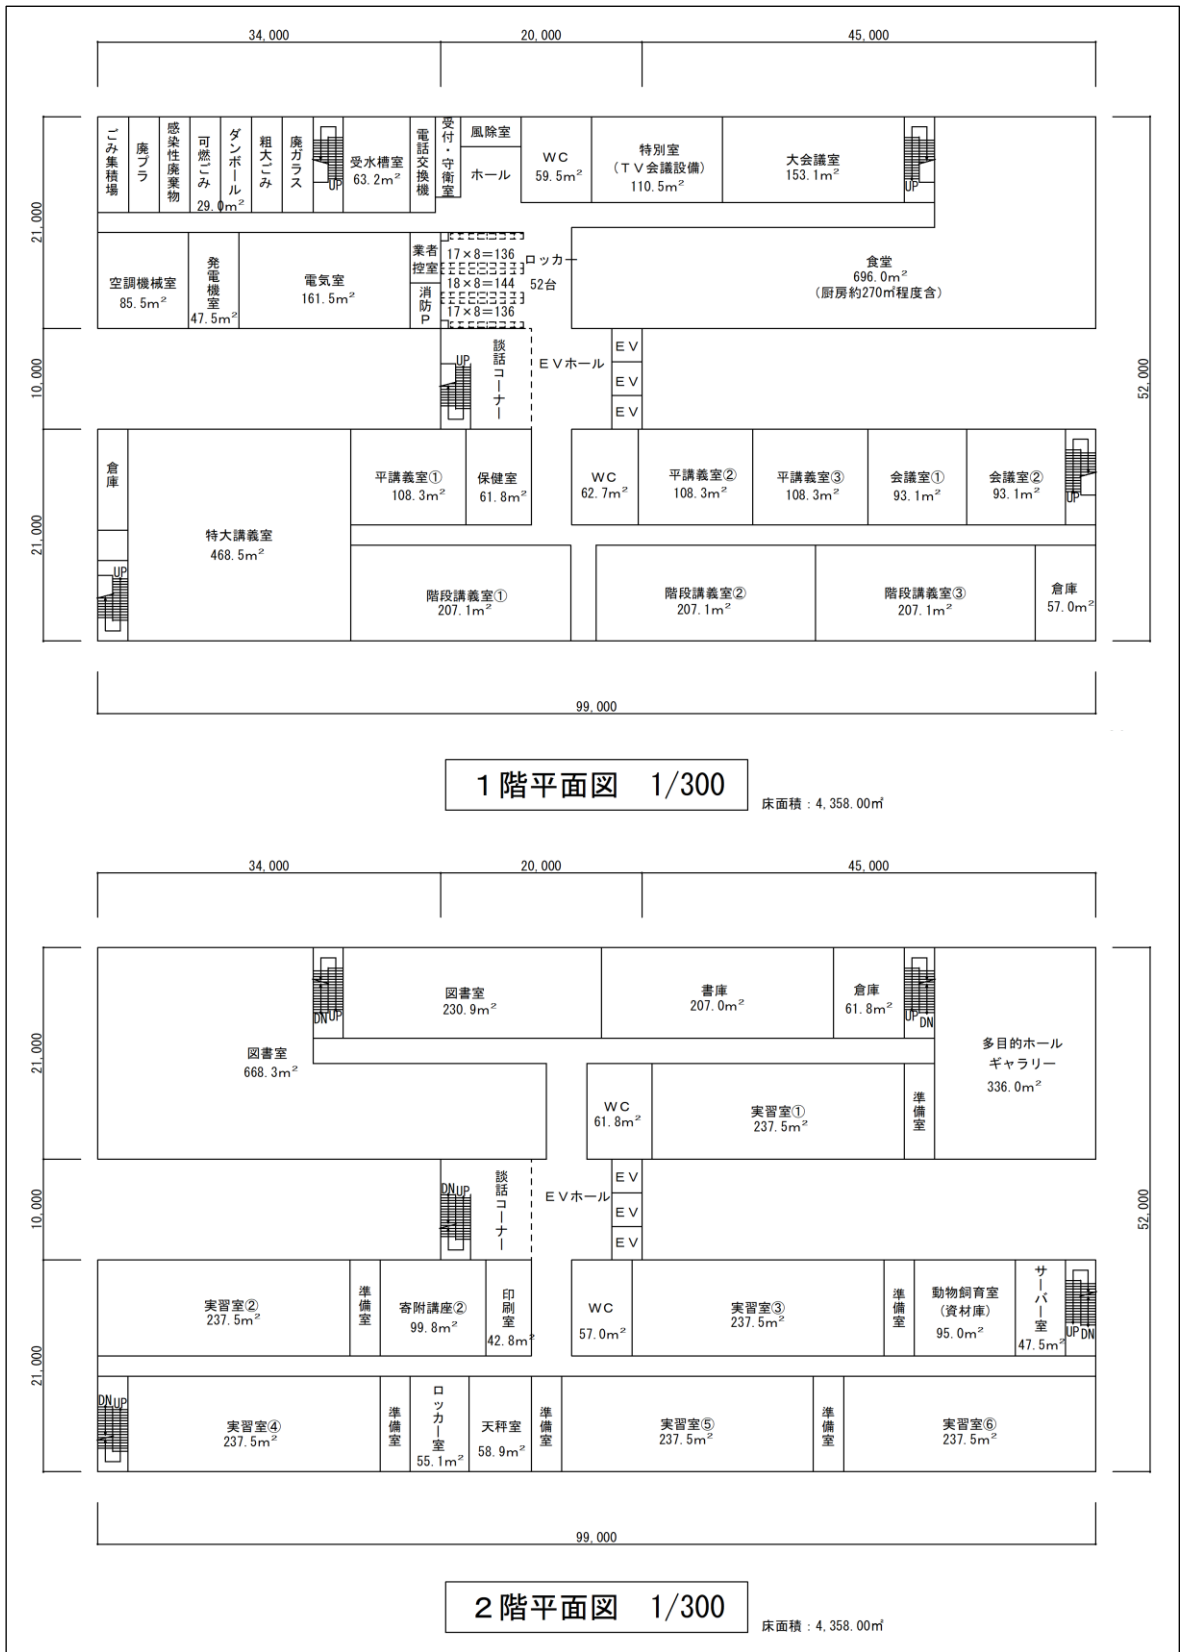 34,000
20,000
45,000
21,000
10,000
21,000
52,000
ごみ集積場
廃プラ
感染性廃棄物
可燃ごみ
ダンボール
粗大ごみ
廃ガラス
29.0m²
UP
受水槽室
63.2m²
電話交換機
受付・守衛室
風除室
ホール
WC
59.5m²
特別室
(TV会議設備)
110.5m²
大会議室
153.1m²
UP
空調機械室
85.5m²
発電機室
47.5m²
電気室
161.5m²
業者控室
消防P
17×8=136
18×8=144
17×8=136
ロッカー
52台
食堂
696.0m²
(厨房約270㎡程度含)
UP
談話コーナー
EVホール
EV
EV
EV
倉庫
UP
特大講義室
468.5m²
平講義室①
108.3m²
保健室
61.8m²
WC
62.7m²
平講義室②
108.3m²
平講義室③
108.3m²
会議室①
93.1m²
会議室②
93.1m²
UP
階段講義室①
207.1m²
階段講義室②
207.1m²
階段講義室③
207.1m²
倉庫
57.0m²
99,000
1階平面図 1/300
床面積:4,358.00㎡
34,000
20,000
45,000
21,000
10,000
21,000
52,000
図書室
668.3m²
DN UP
図書室
230.9m²
書庫
207.0m²
倉庫
61.8m²
UP DN
多目的ホール
ギャラリー
336.0m²
WC
61.8m²
実習室①
237.5m²
準備室
DN UP
談話コーナー
EVホール
EV
EV
EV
実習室②
237.5m²
準備室
寄附講座②
99.8m²
印刷室
42.8m²
WC
57.0m²
実習室③
237.5m²
準備室
動物飼育室
(資材庫)
95.0m²
サーバー室
47.5m²
UP DN
DN UP
実習室④
237.5m²
準備室
ロッカー室
55.1m²
天秤室
58.9m²
準備室
実習室⑤
237.5m²
準備室
実習室⑥
237.5m²
99,000
2階平面図 1/300
床面積:4,358.00㎡